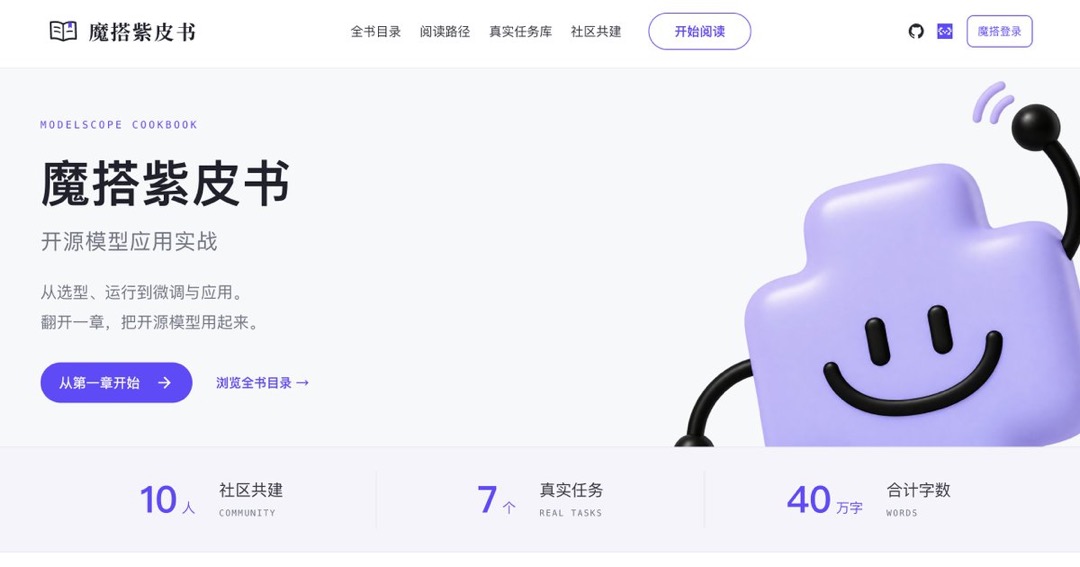 魔搭紫皮书
全书目录 阅读路径 真实任务库 社区共建 开始阅读 魔搭登录
MODELSCOPE COOKBOOK
魔搭紫皮书
开源模型应用实战
从选型、运行到微调与应用。
翻开一章，把开源模型用起来。
从第一章开始 → 浏览全书目录 →
10 人 社区共建
COMMUNITY
7 个 真实任务
REAL TASKS
40 万字 合计字数
WORDS